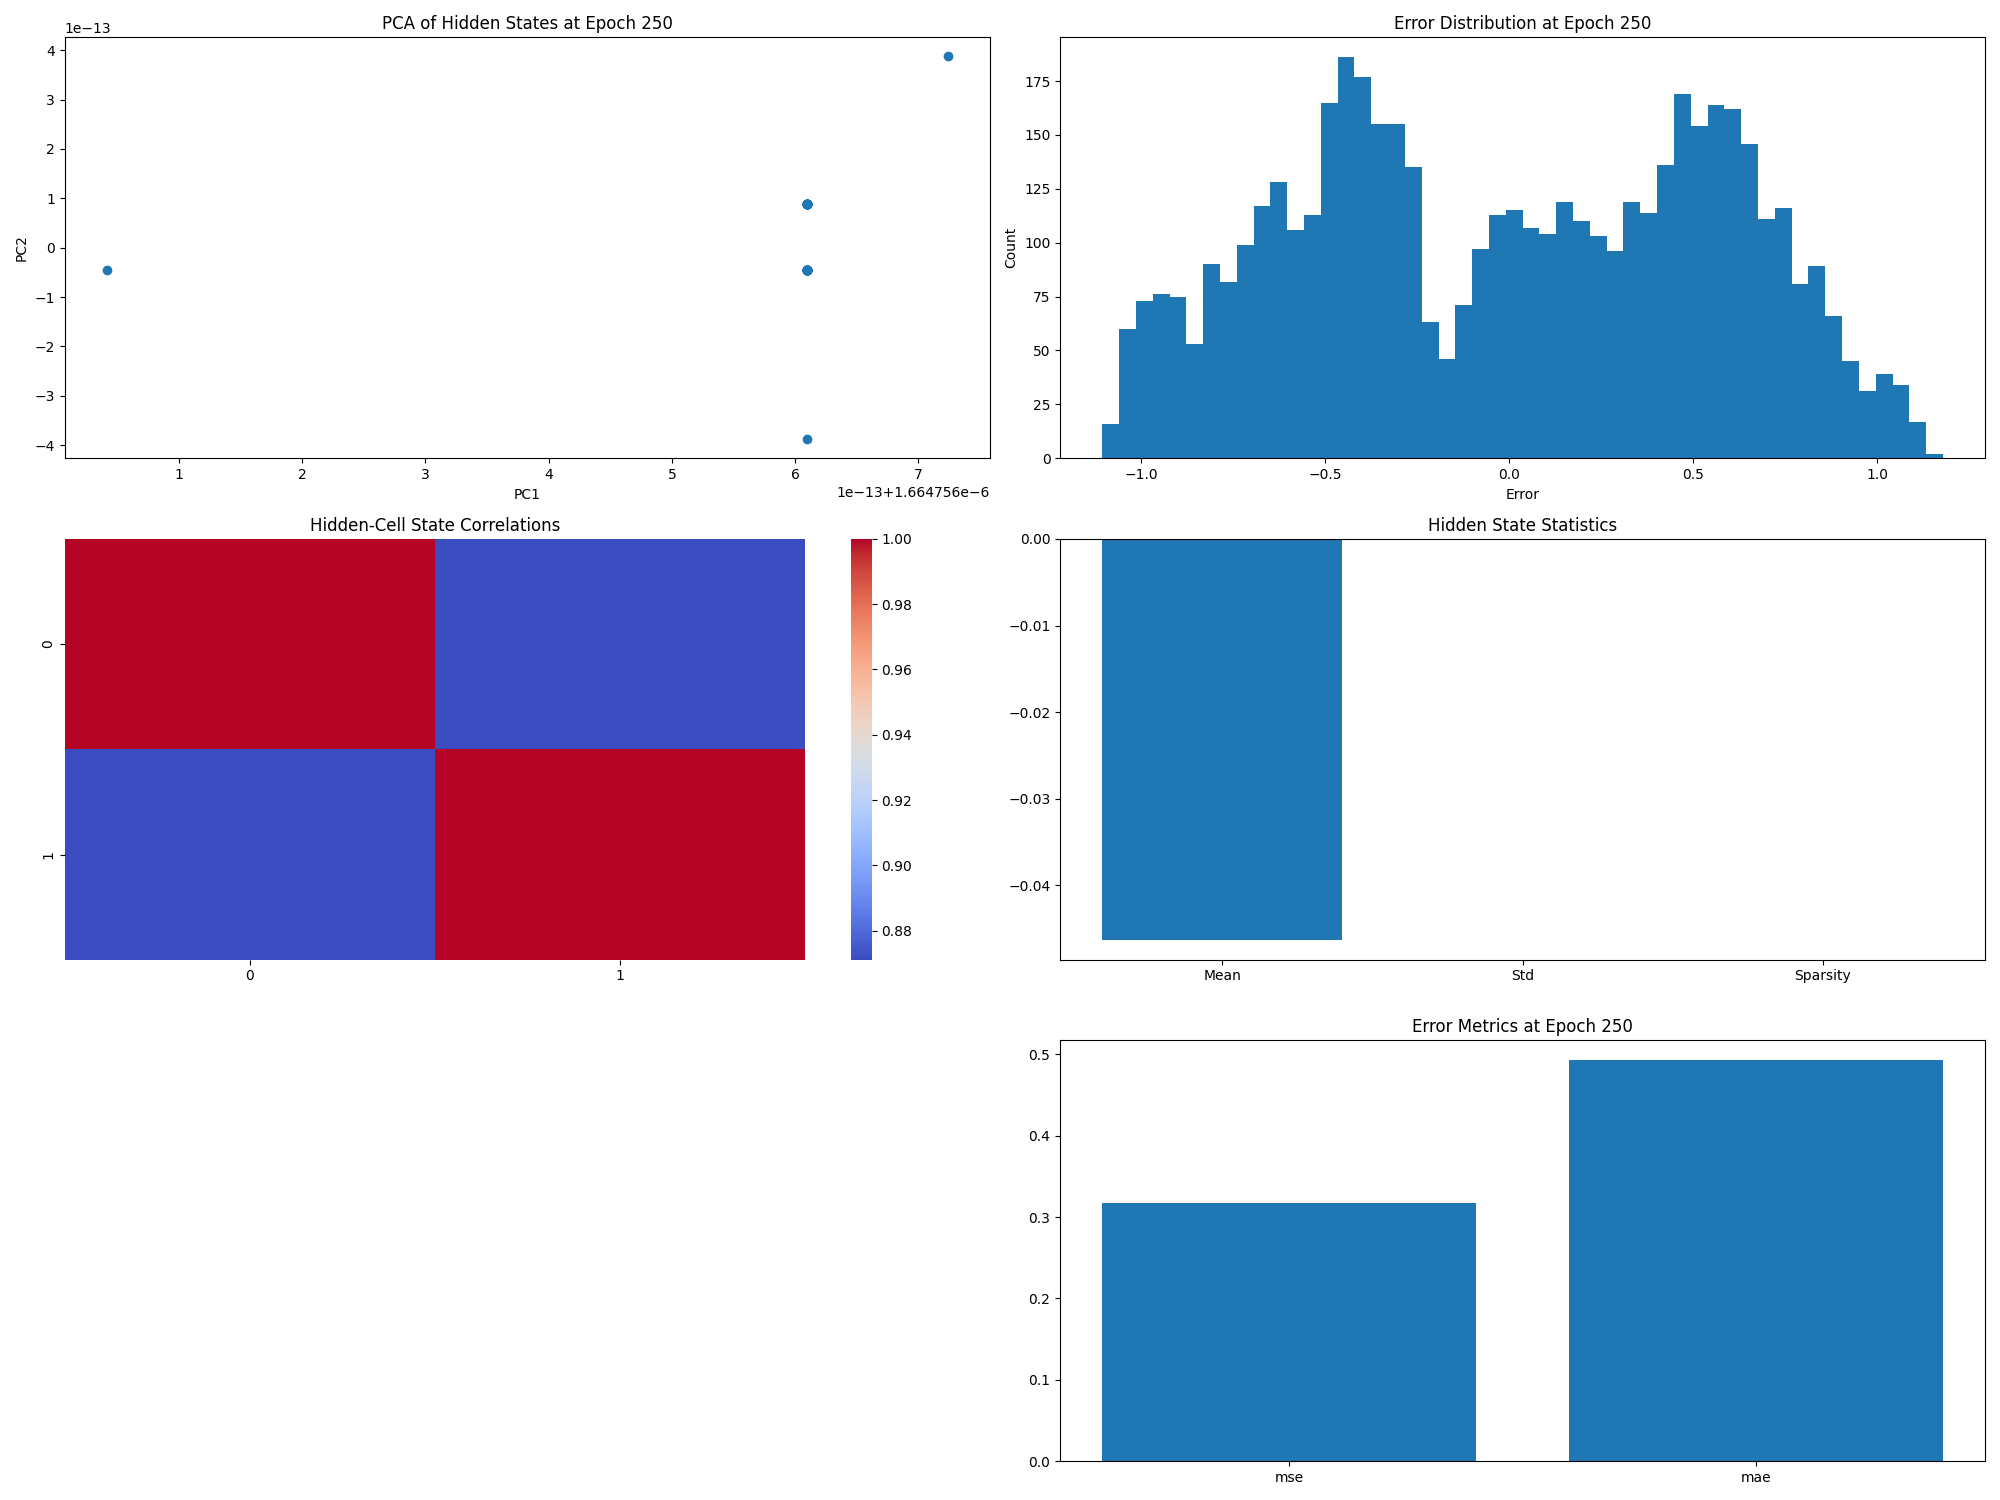 PCA of Hidden States at Epoch 250
1e−13
4
3
2
1
0
−1
−2
−3
−4
PC2
1 2 3 4 5 6 7
PC1
1e−13+1.664756e−6
Error Distribution at Epoch 250
175
150
125
100
75
50
25
0
Count
−1.0 −0.5 0.0 0.5 1.0
Error
Hidden-Cell State Correlations
0
1
0 1
1.00
0.98
0.96
0.94
0.92
0.90
0.88
Hidden State Statistics
0.00
−0.01
−0.02
−0.03
−0.04
Mean Std Sparsity
Error Metrics at Epoch 250
0.5
0.4
0.3
0.2
0.1
0.0
mse mae